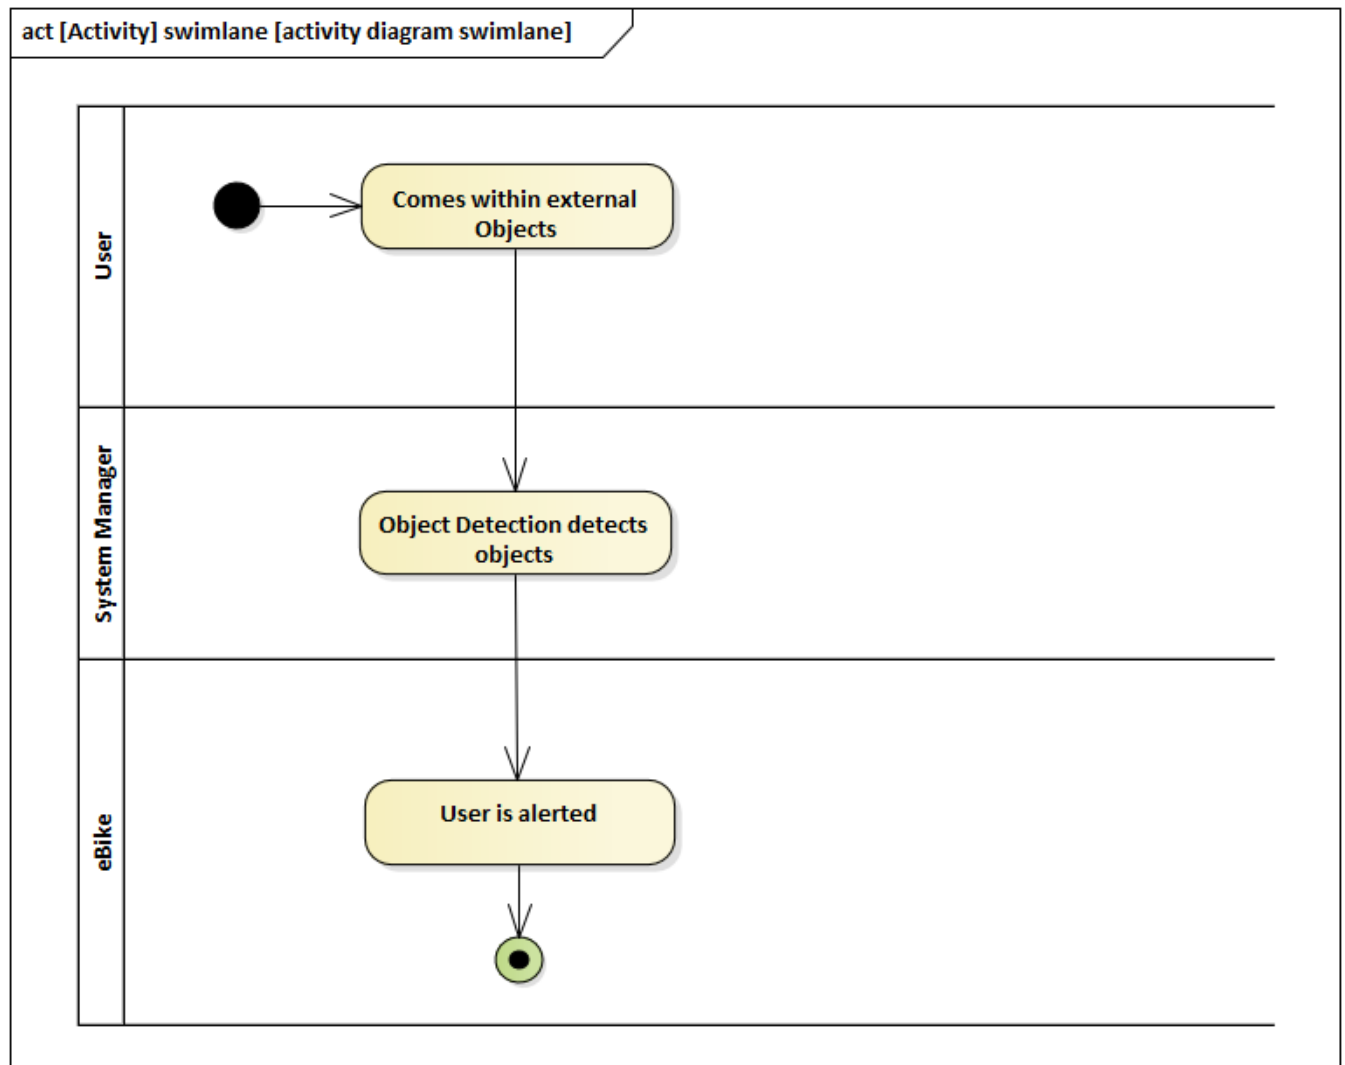 act [Activity] swimlane [activity diagram swimlane]
User
Comes within external
Objects
System Manager
Object Detection detects
objects
eBike
User is alerted